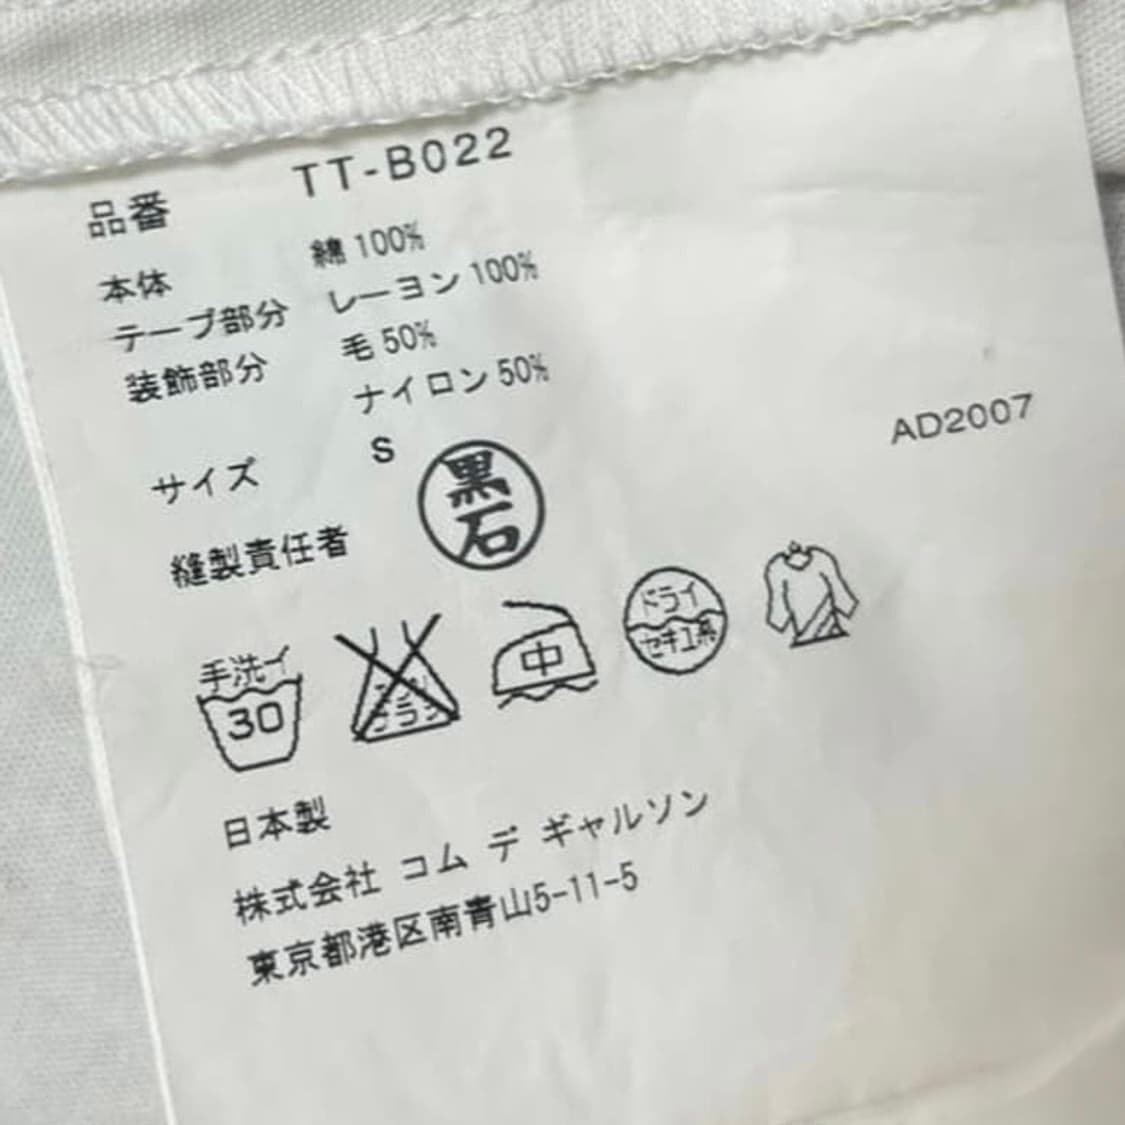 品番 TT-B022
本体 綿 100%
テープ部分 レーヨン 100%
装飾部分 毛 50%
ナイロン 50%
サイズ S
縫製責任者 黒石
AD2007
手洗イ
30
中
ドライ
セキユ系
日本製
株式会社 コム デ ギャルソン
東京都港区南青山5-11-5